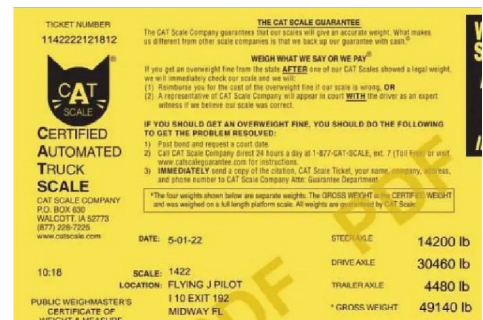 TICKET NUMBER
1142222121812
CAT
SCALE
CERTIFIED
AUTOMATED
TRUCK
SCALE
CAT SCALE COMPANY
P.O. BOX 630
WALCOTT, IA 52773
(877) 228-7225
www.catscale.com
THE CAT SCALE GUARANTEE
The CAT Scale Company guarantees that our scales will give an accurate weight. What makes
us different from other scale companies is that we back up our guarantee with cash.®
WEIGH WHAT WE SAY OR WE PAY®
If you get an overweight fine from the state AFTER one of our CAT Scales showed a legal weight,
we will immediately check our scale and we will:
(1) Reimburse you for the cost of the overweight fine if our scale is wrong, OR
(2) A representative of CAT Scale Company will appear in court WITH the driver as an expert
witness if we believe our scale was correct.
IF YOU SHOULD GET AN OVERWEIGHT FINE, YOU SHOULD DO THE FOLLOWING
TO GET THE PROBLEM RESOLVED:
1) Post bond and request a court date.
2) Call CAT Scale Company direct 24 hours a day at 1-877-CAT-SCALE, ext. 7 (Toll Free) or visit
www.catscaleguarantee.com for instructions.
3) IMMEDIATELY send a copy of the citation, CAT Scale Ticket, your name, company, address,
and phone number to CAT Scale Company Attn: Guarantee Department.
*The four weights shown below are separate weights. The GROSS WEIGHT is the CERTIFIED WEIGHT
and was weighed on a full length platform scale. All weights are guaranteed by CAT Scale.
DATE: 5-01-22
STEER AXLE 14200 lb
DRIVE AXLE 30460 lb
10:18
SCALE: 1422
TRAILER AXLE 4480 lb
LOCATION: FLYING J PILOT
I 10 EXIT 192
MIDWAY FL
* GROSS WEIGHT 49140 lb
PUBLIC WEIGHMASTER'S
CERTIFICATE OF
WEIGHT & MEASURE
PDF